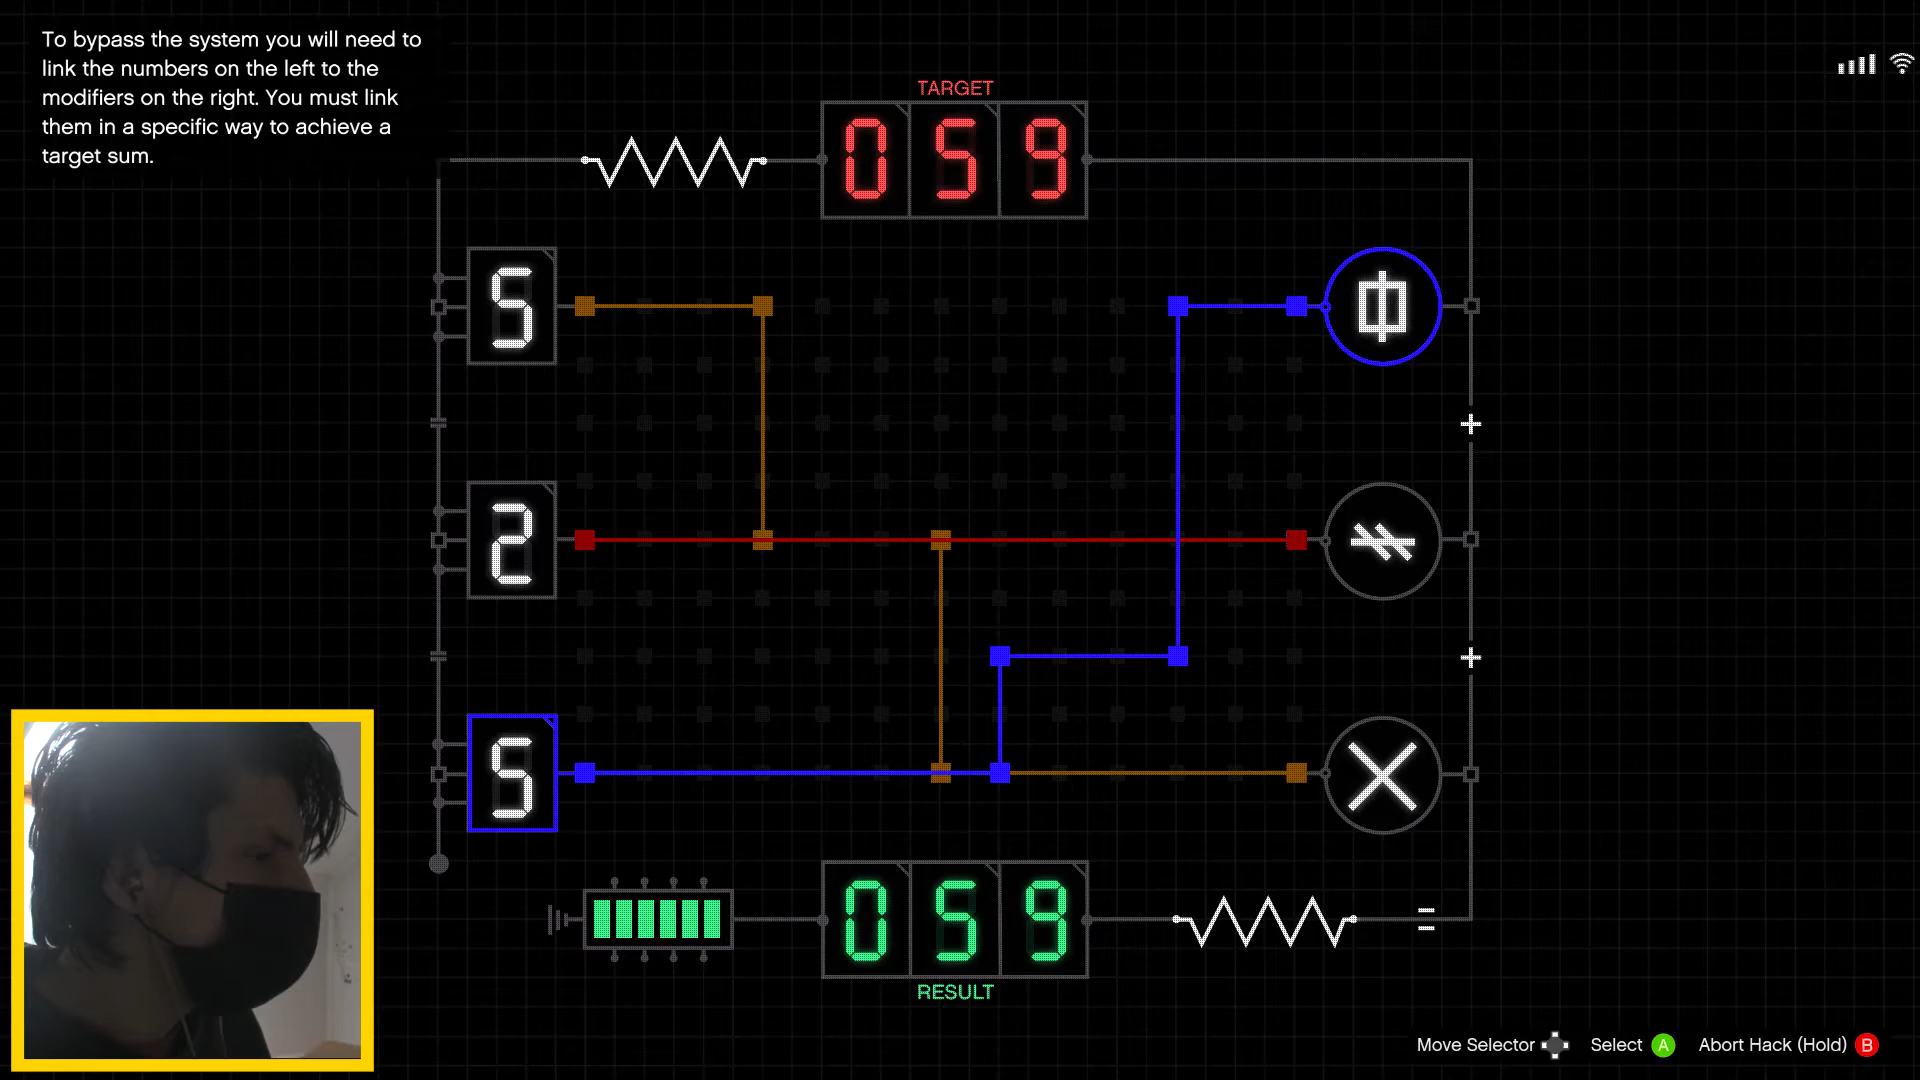 To bypass the system you will need to
link the numbers on the left to the
modifiers on the right. You must link
them in a specific way to achieve a
target sum.
TARGET
059
5
2
5
+
+
=
059
RESULT
Move Selector Select A Abort Hack (Hold) B